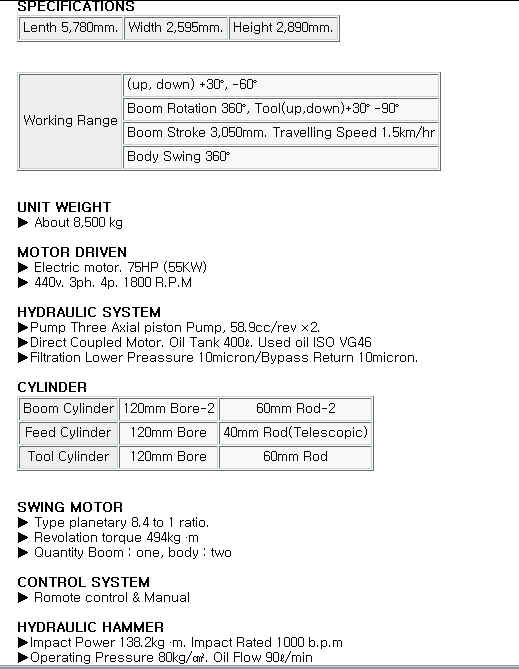 SPECIFICATIONS
Lenth 5,780mm. Width 2,595mm. Height 2,890mm.
Working Range
(up, down) +30°, -60°
Boom Rotation 360°, Tool(up,down)+30° -90°
Boom Stroke 3,050mm. Travelling Speed 1.5km/hr
Body Swing 360°
UNIT WEIGHT
▶ About 8,500 kg
MOTOR DRIVEN
▶ Electric motor. 75HP (55KW)
▶ 440v. 3ph. 4p. 1800 R.P.M
HYDRAULIC SYSTEM
▶Pump Three Axial piston Pump, 58.9cc/rev ×2.
▶Direct Coupled Motor. Oil Tank 400ℓ. Used oil ISO VG46
▶Filtration Lower Preassure 10micron/Bypass Return 10micron.
CYLINDER
Boom Cylinder 120mm Bore-2 60mm Rod-2
Feed Cylinder 120mm Bore 40mm Rod(Telescopic)
Tool Cylinder 120mm Bore 60mm Rod
SWING MOTOR
▶ Type planetary 8.4 to 1 ratio.
▶ Revolation torque 494kg ·m
▶ Quantity Boom : one, body : two
CONTROL SYSTEM
▶ Romote control & Manual
HYDRAULIC HAMMER
▶Impact Power 138.2kg ·m. Impact Rated 1000 b.p.m
▶Operating Pressure 80kg/㎠. Oil Flow 90ℓ/min